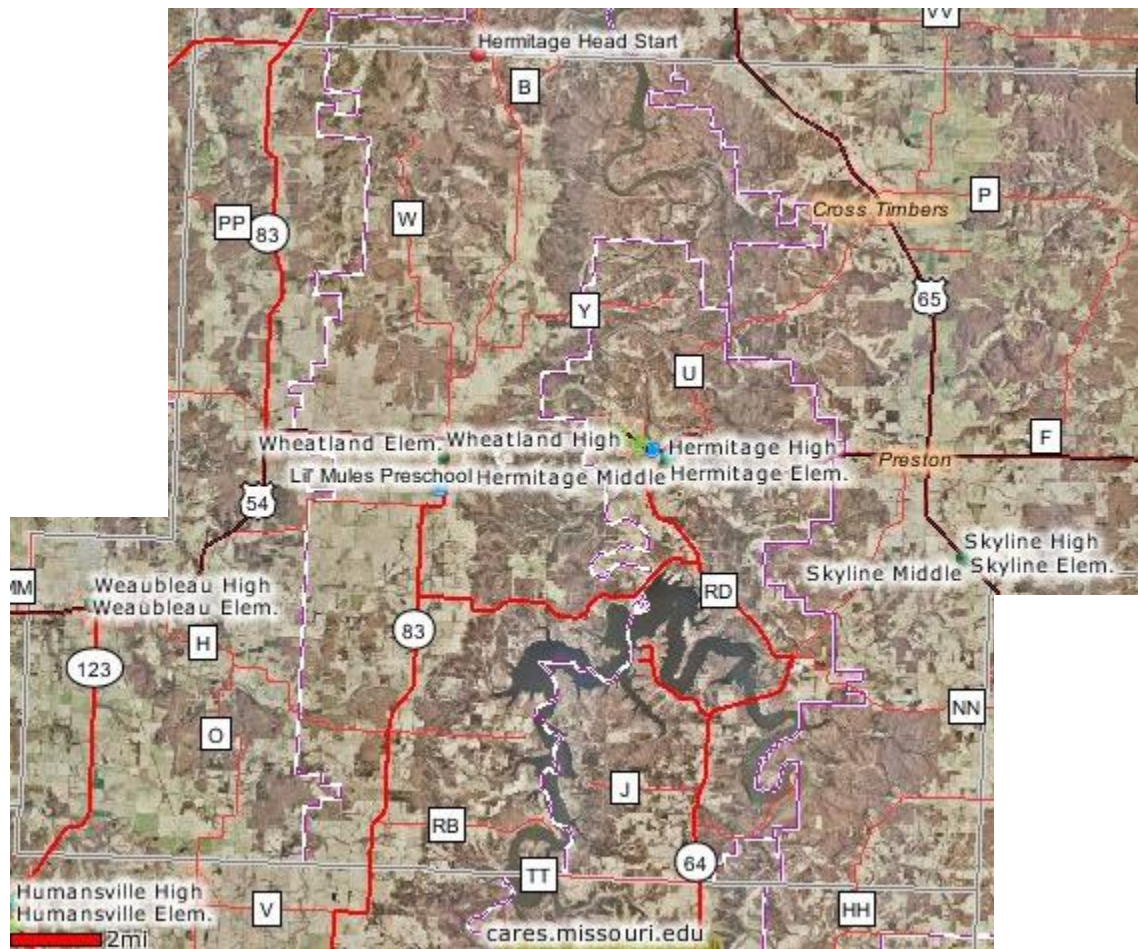 VV
Hermitage Head Start
83
B
PP
83
W
P
Cross Timbers
65
Y
U
F
Wheatland Elem. Wheatland High
Hermitage High
Preston
Lil' Mules Preschool
Hermitage Middle
Hermitage Elem.
54
Skyline High
Skyline Middle
Skyline Elem.
MM
Weaubleau High
Weaubleau Elem.
RD
83
H
123
NN
O
J
RB
64
TT
Humansville High
Humansville Elem.
V
HH
2mi
cares.missouri.edu